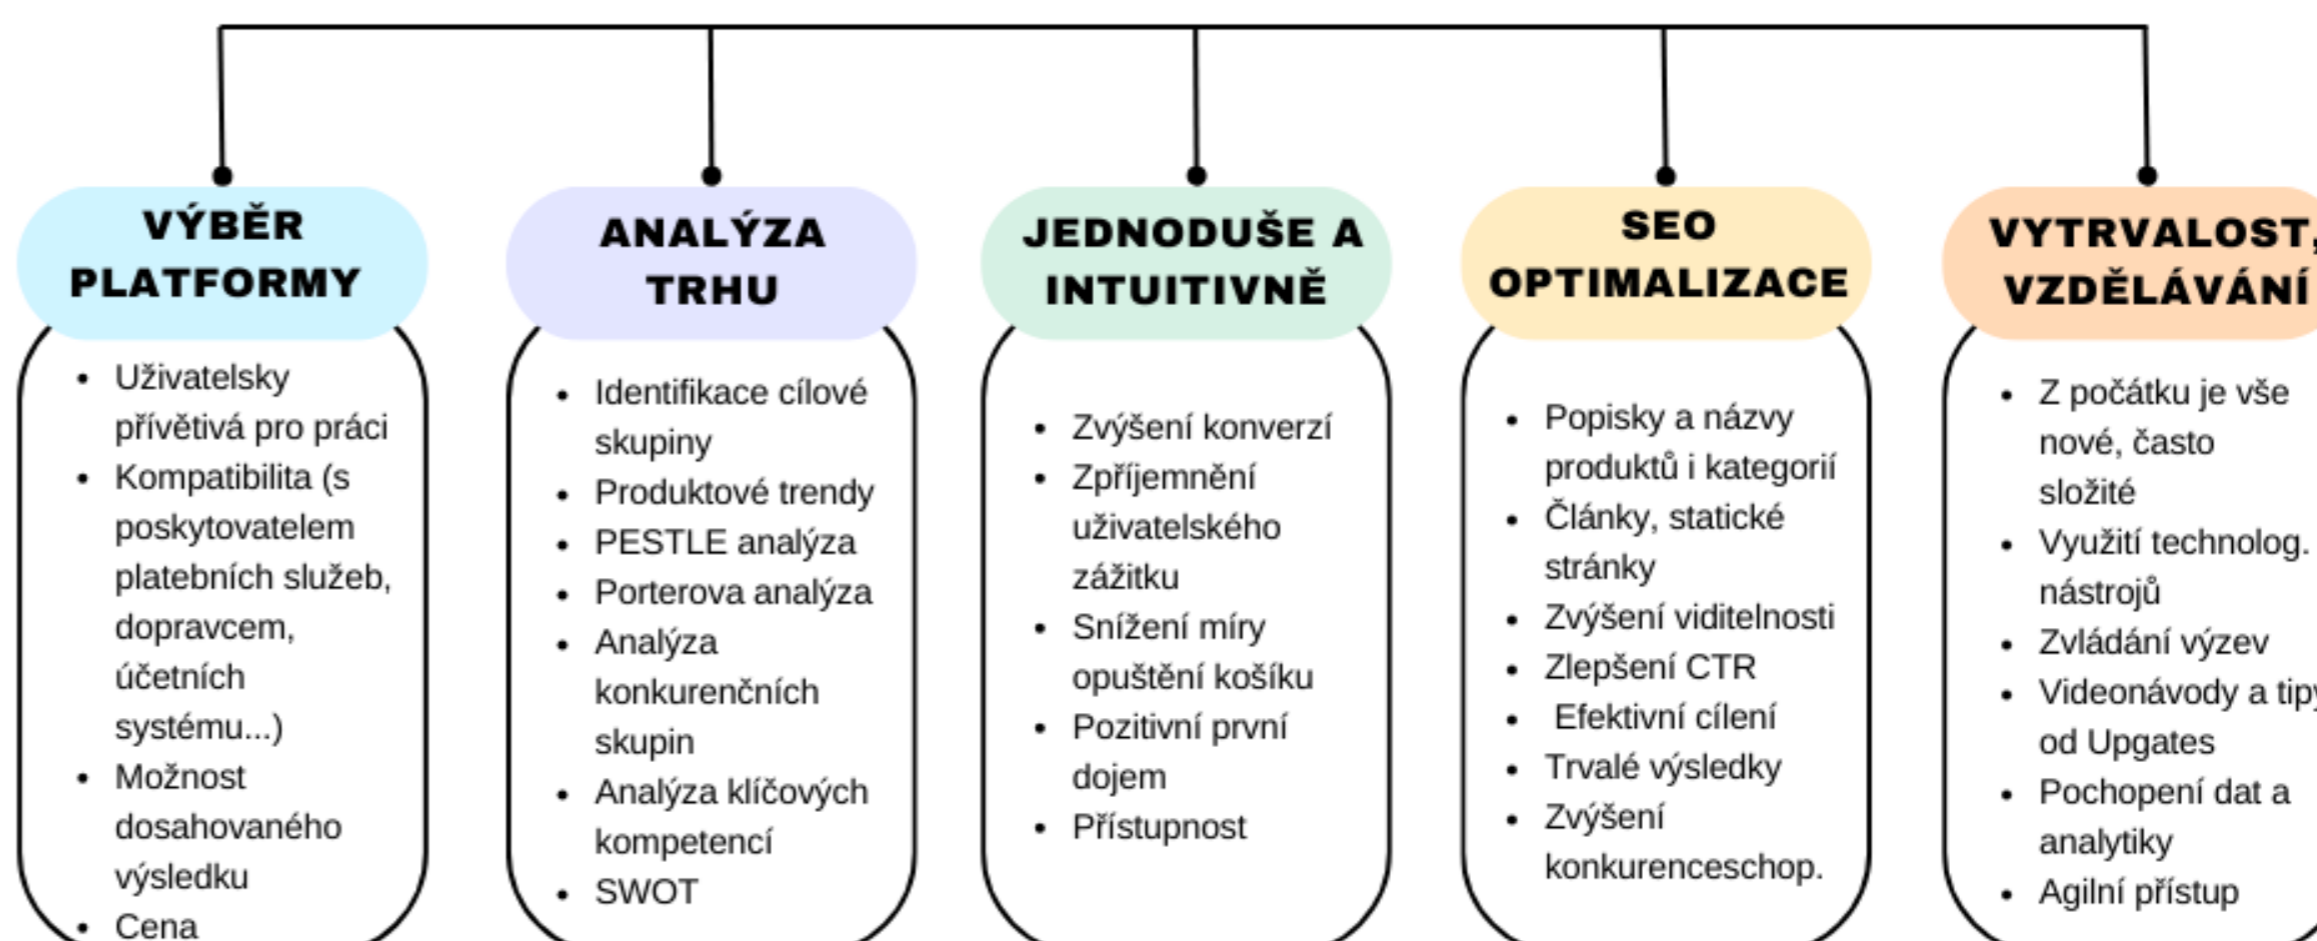 VÝBĚR
PLATFORMY
Uživatelsky
přívětivá pro práci
Kompatibilita (s
poskytovatelem
platebních služeb,
dopravcem,
účetních
systému...)
Možnost
dosahovaného
výsledku
Cena
ANALÝZA
TRHU
Identifikace cílové
skupiny
Produktové trendy
PESTLE analýza
Porterova analýza
Analýza
konkurenčních
skupin
Analýza klíčových
kompetencí
SWOT
JEDNODUŠE A
INTUITIVNĚ
Zvýšení konverzí
Zpříjemnění
uživatelského
zážitku
Snížení míry
opuštění košíku
Pozitivní první
dojem
Přístupnost
SEO
OPTIMALIZACE
Popisky a názvy
produktů i kategorií
Články, statické
stránky
Zvýšení viditelnosti
Zlepšení CTR
Efektivní cílení
Trvalé výsledky
Zvýšení
konkurenceschop.
VYTRVALOST,
VZDĚLÁVÁNÍ
Z počátku je vše
nové, často
složité
Využití technolog.
nástrojů
Zvládání výzev
Videonávody a tipy
od Upgates
Pochopení dat a
analytiky
Agilní přístup